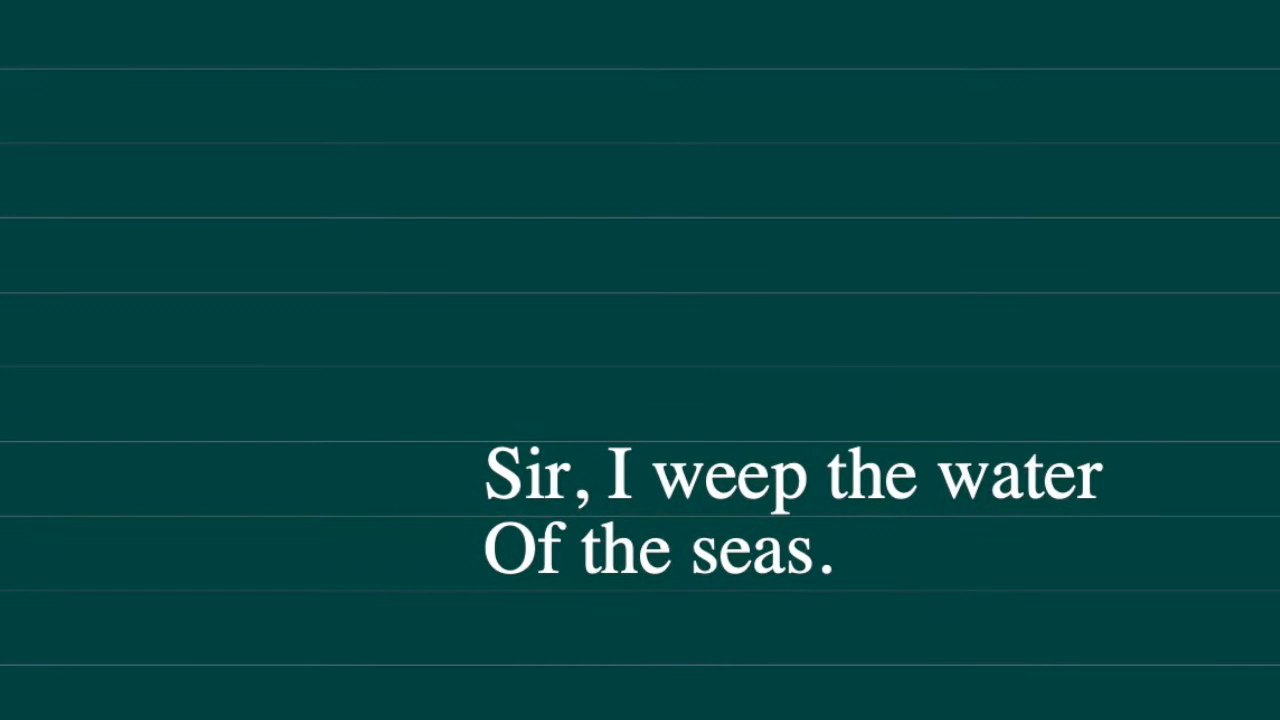 Sir, I weep the water
Of the seas.